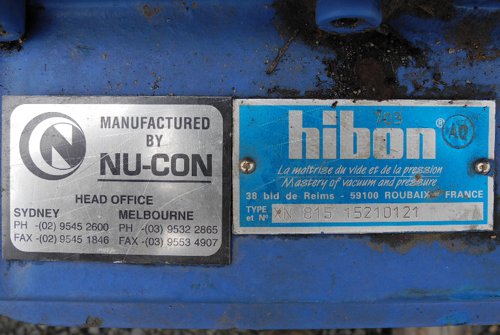 MANUFACTURED
BY
NU-CON
HEAD OFFICE
SYDNEY MELBOURNE
PH -(02) 9545 2600 PH -(03) 9532 2865
FAX -(02) 9545 1846 FAX -(03) 9553 4907
hibon®
AQ
La maîtrise du vide et de la pression
Mastery of vacuum and pressure
38 bld de Reims - 59100 ROUBAIX - FRANCE
TYPE
et N° XN 815 15210121